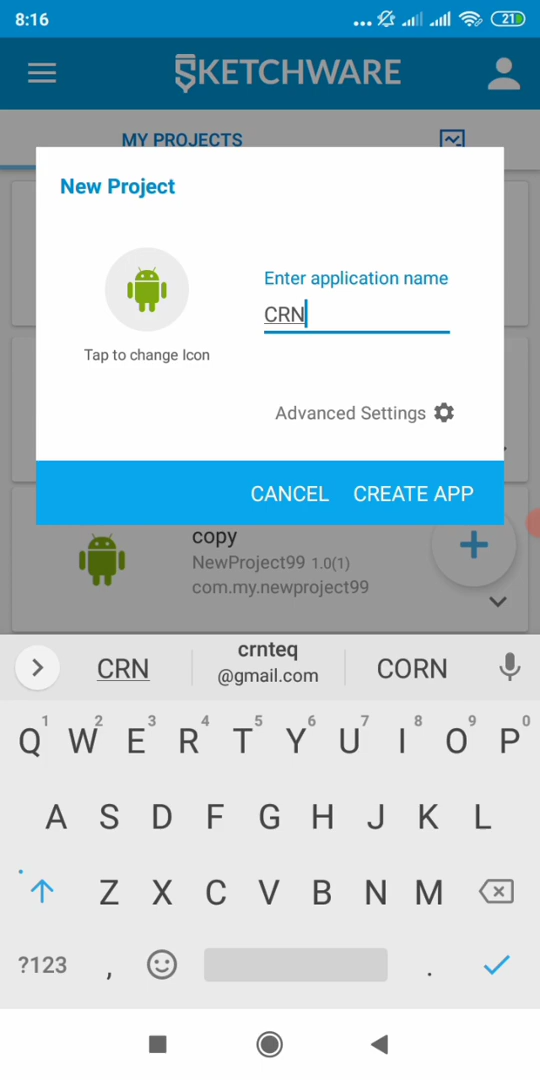 8:16
21
SKETCHWARE
MY PROJECTS
New Project
Enter application name
CRN
Tap to change Icon
Advanced Settings
CANCEL CREATE APP
copy
NewProject99 1.0(1)
com.my.newproject99
CRN
crnteq
@gmail.com
CORN
1 2 3 4 5 6 7 8 9 0
Q W E R T Y U I O P
A S D F G H J K L
Z X C V B N M
?123 , .